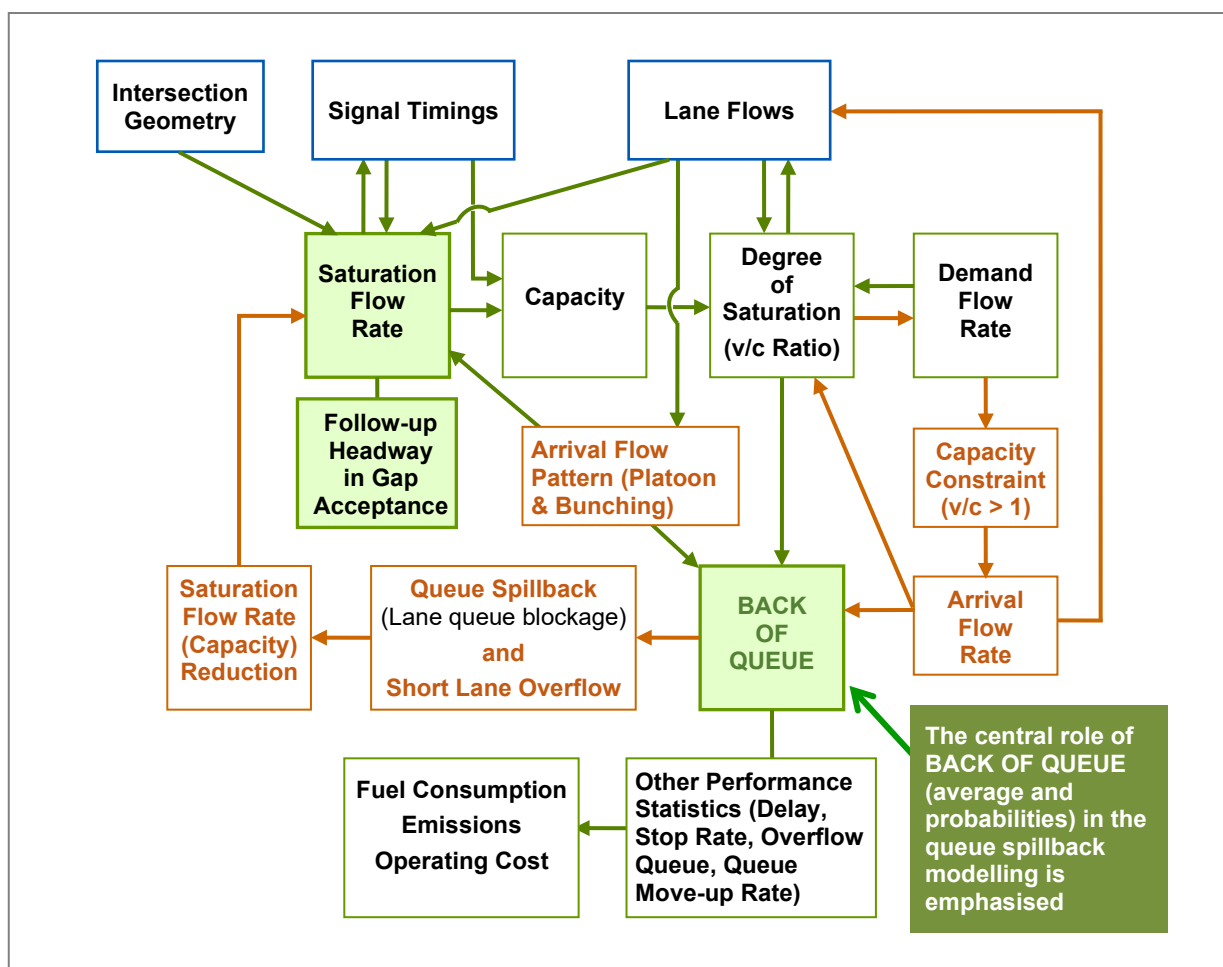 Intersection
Geometry
Signal Timings
Lane Flows
Saturation
Flow
Rate
Capacity
Degree
of
Saturation
(v/c Ratio)
Demand
Flow
Rate
Follow-up
Headway
in Gap
Acceptance
Arrival Flow
Pattern (Platoon
& Bunching)
Capacity
Constraint
(v/c > 1)
Saturation
Flow Rate
(Capacity)
Reduction
Queue Spillback
(Lane queue blockage)
and
Short Lane Overflow
BACK
OF
QUEUE
Arrival
Flow
Rate
Fuel Consumption
Emissions
Operating Cost
Other Performance
Statistics (Delay,
Stop Rate, Overflow
Queue, Queue
Move-up Rate)
The central role of
BACK OF QUEUE
(average and
probabilities) in the
queue spillback
modelling is
emphasised